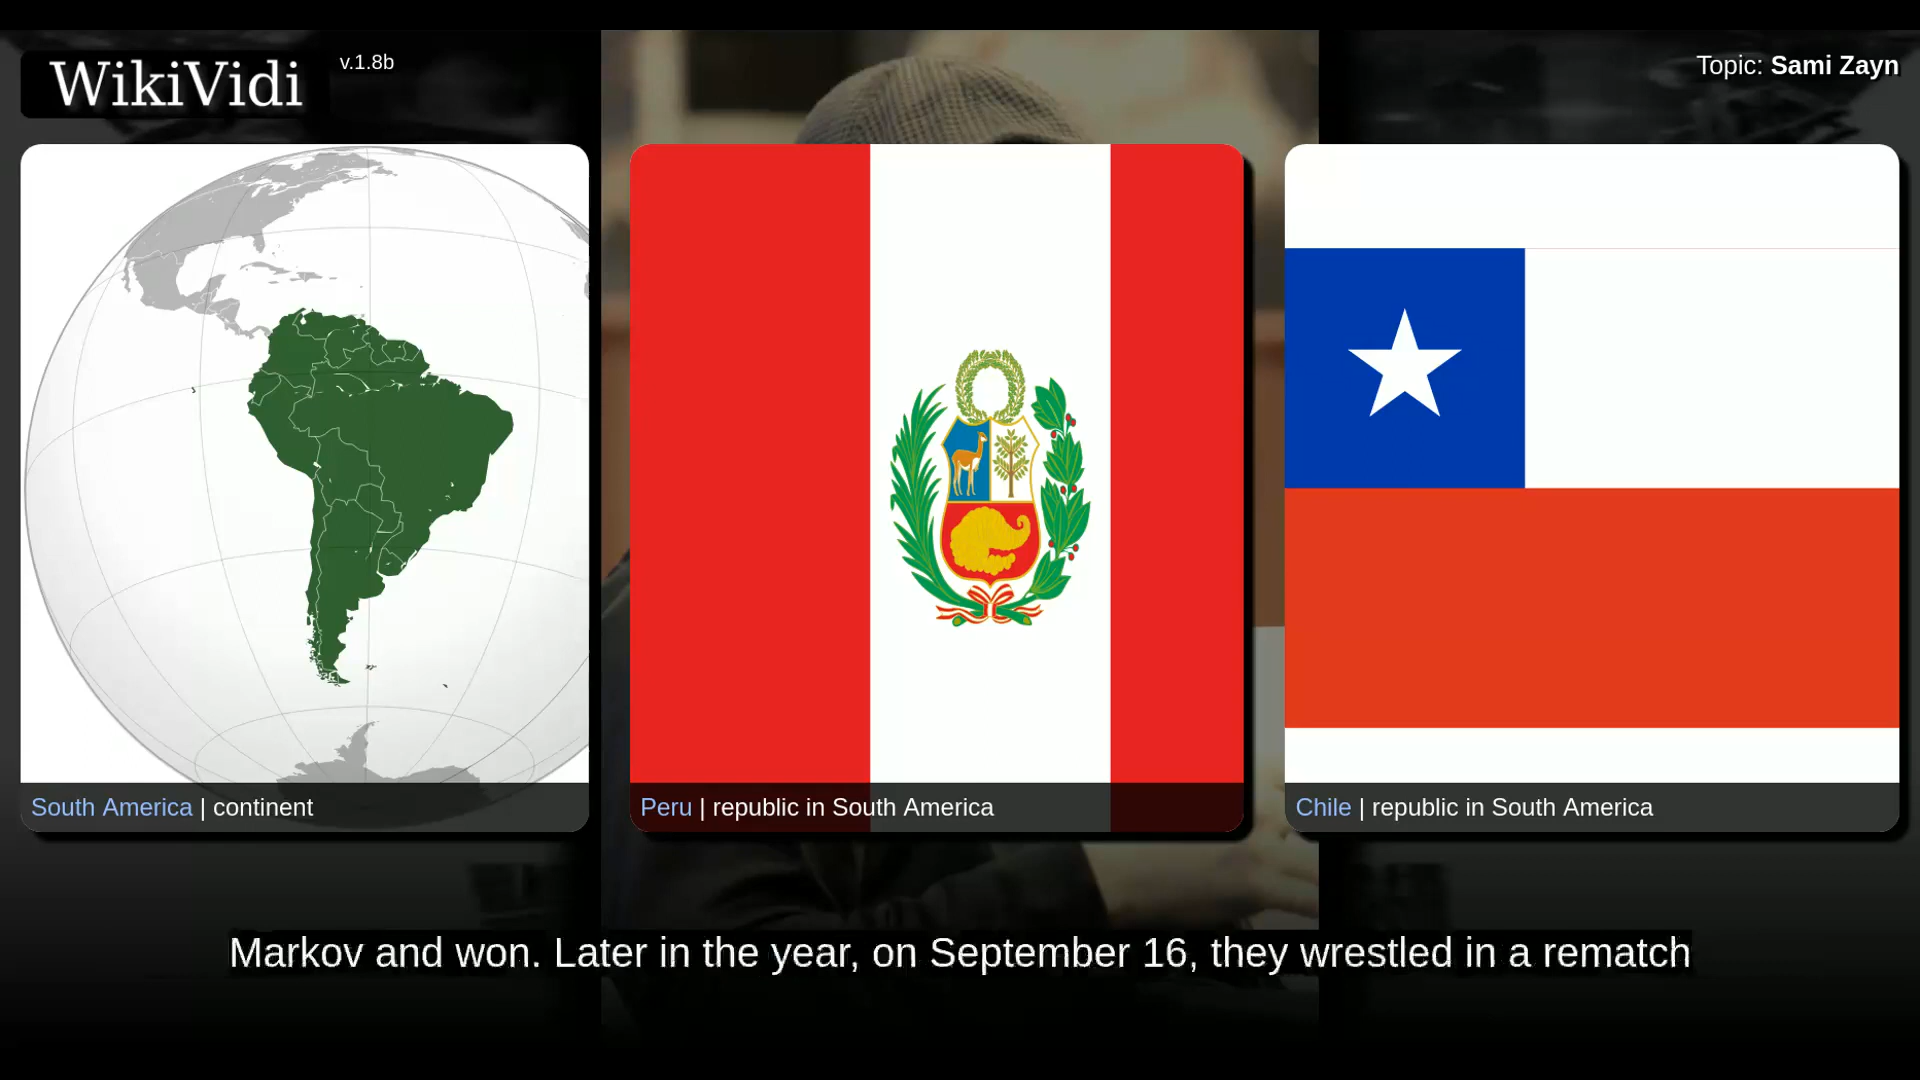 WikiVidi
v.1.8b
Topic: Sami Zayn
South America | continent
Peru | republic in South America
Chile | republic in South America
Markov and won. Later in the year, on September 16, they wrestled in a rematch